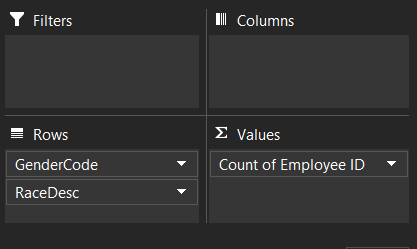 Filters
Columns
Rows
GenderCode
RaceDesc
Values
Count of Employee ID